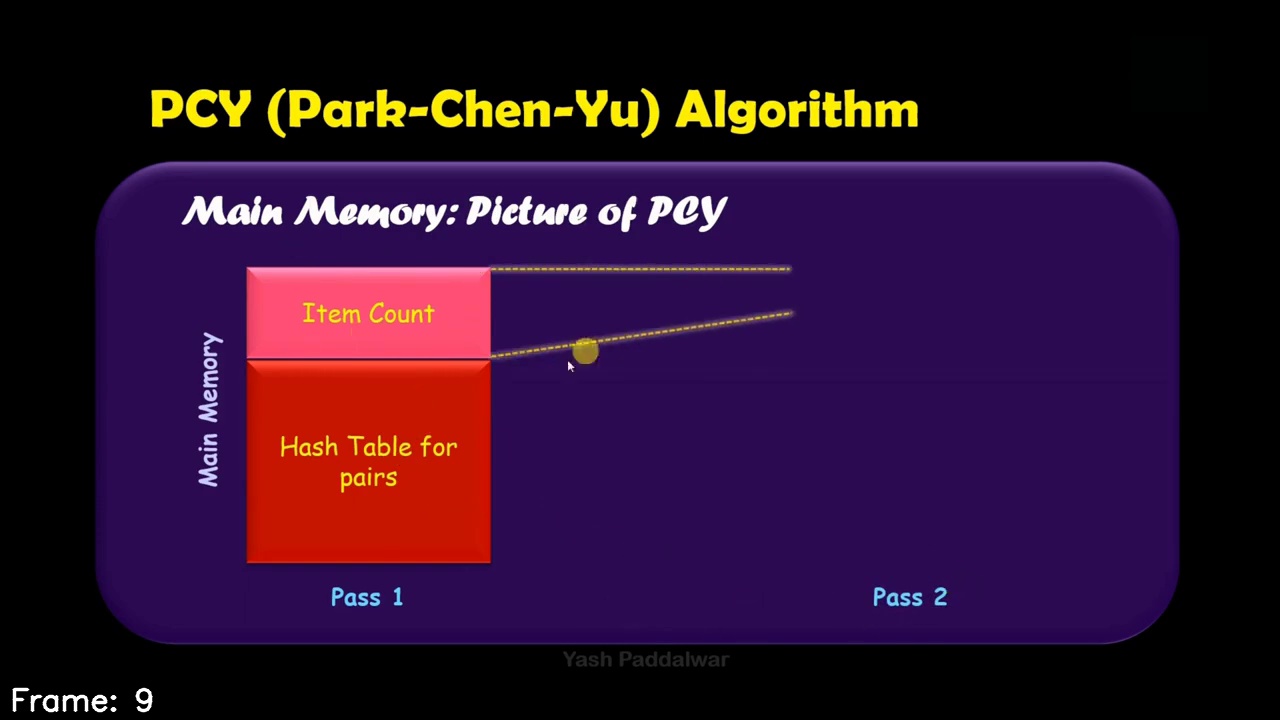 PCY (Park-Chen-Yu) Algorithm
Main Memory: Picture of PCY
Item Count
Main Memory
Hash Table for
pairs
Pass 1
Pass 2
Yash Paddalwar
Frame: 9